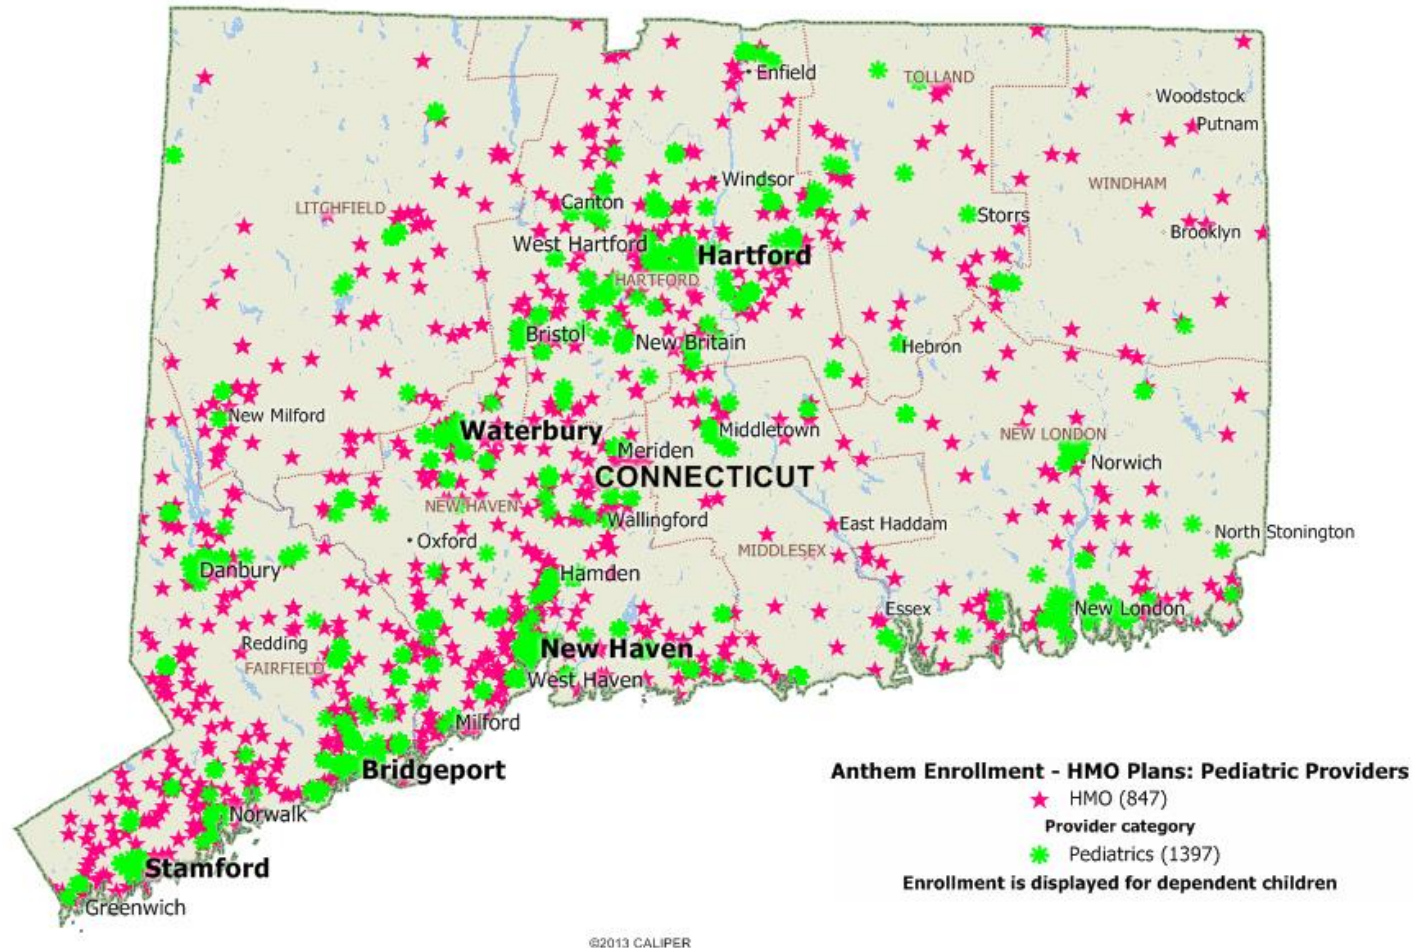 Enfield
TOLLAND
Woodstock
Putnam
Windsor
WINDHAM
Canton
LITCHFIELD
Storrs
Brooklyn
West Hartford
Hartford
HARTFORD
Bristol
New Britain
Hebron
New Milford
Waterbury
Middletown
NEW LONDON
Meriden
Norwich
CONNECTICUT
NEW HAVEN
Wallingford
East Haddam
North Stonington
Oxford
MIDDLESEX
Danbury
Hamden
Essex
New London
Redding
New Haven
FAIRFIELD
West Haven
Milford
Bridgeport
Anthem Enrollment - HMO Plans: Pediatric Providers
HMO (847)
Norwalk
Provider category
Pediatrics (1397)
Stamford
Enrollment is displayed for dependent children
Greenwich
©2013 CALIPER